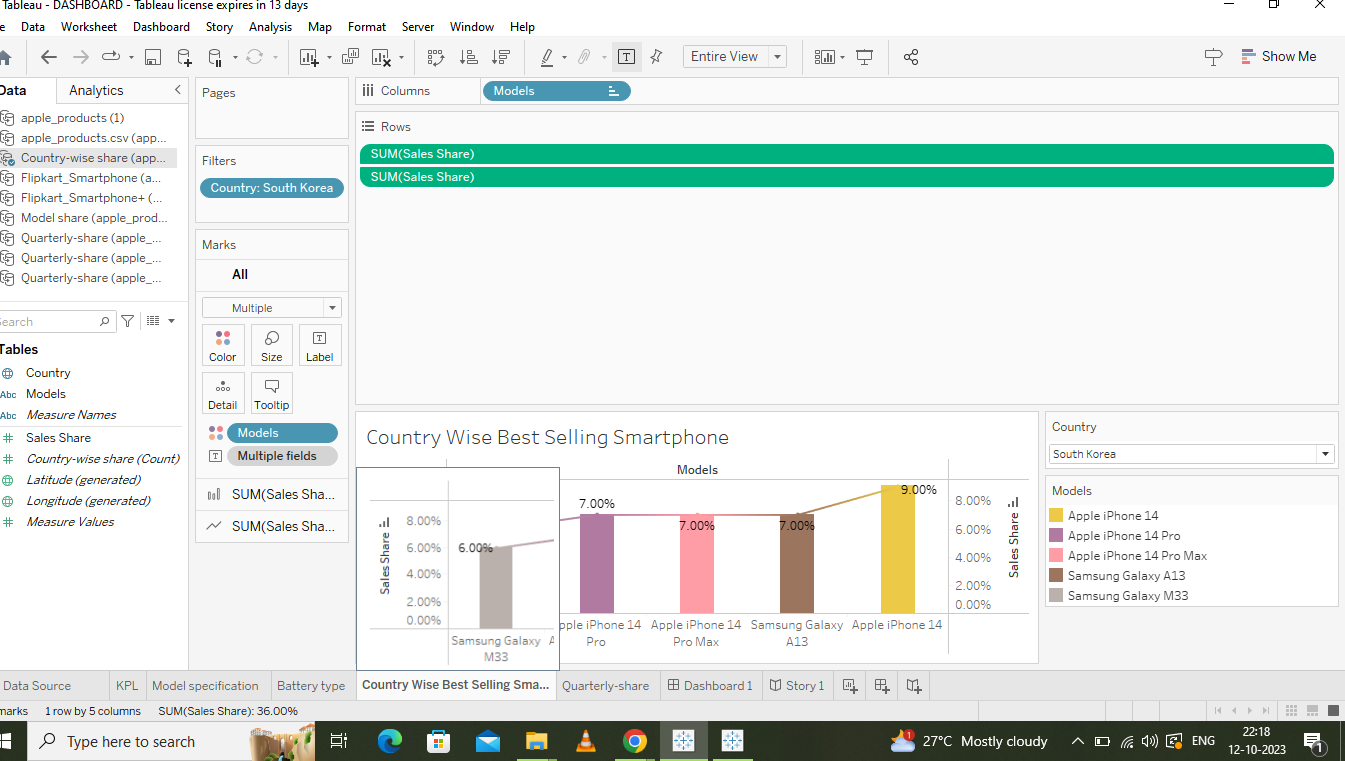 Tableau - DASHBOARD - Tableau license expires in 13 days
e Data Worksheet Dashboard Story Analysis Map Format Server Window Help
Entire View
Show Me
Data Analytics
apple_products (1)
apple_products.csv (app...
Country-wise share (app...
Flipkart_Smartphone (a...
Flipkart_Smartphone+ (...
Model share (apple_prod...
Quarterly-share (apple_...
Quarterly-share (apple_...
Quarterly-share (apple_...
Search
Tables
Country
Abc Models
Abc Measure Names
Sales Share
Country-wise share (Count)
Latitude (generated)
Longitude (generated)
Measure Values
Pages
Filters
Country: South Korea
Marks
All
Multiple
Color Size Label
Detail Tooltip
Models
Multiple fields
SUM(Sales Sha...
SUM(Sales Sha...
Columns Models
Rows
SUM(Sales Share)
SUM(Sales Share)
Country Wise Best Selling Smartphone
Models
Sales Share
8.00%
6.00%
4.00%
2.00%
0.00%
6.00%
7.00%
7.00%
7.00%
9.00%
8.00%
6.00%
4.00%
2.00%
0.00%
Sales Share
Samsung Galaxy M33
A
pple iPhone 14 Pro
Apple iPhone 14 Pro Max
Samsung Galaxy A13
Apple iPhone 14
Country
South Korea
Models
Apple iPhone 14
Apple iPhone 14 Pro
Apple iPhone 14 Pro Max
Samsung Galaxy A13
Samsung Galaxy M33
Data Source KPL Model specification Battery type Country Wise Best Selling Sma... Quarterly-share Dashboard 1 Story 1
marks 1 row by 5 columns SUM(Sales Share): 36.00%
Type here to search
1
27°C Mostly cloudy
ENG
22:18
12-10-2023
1